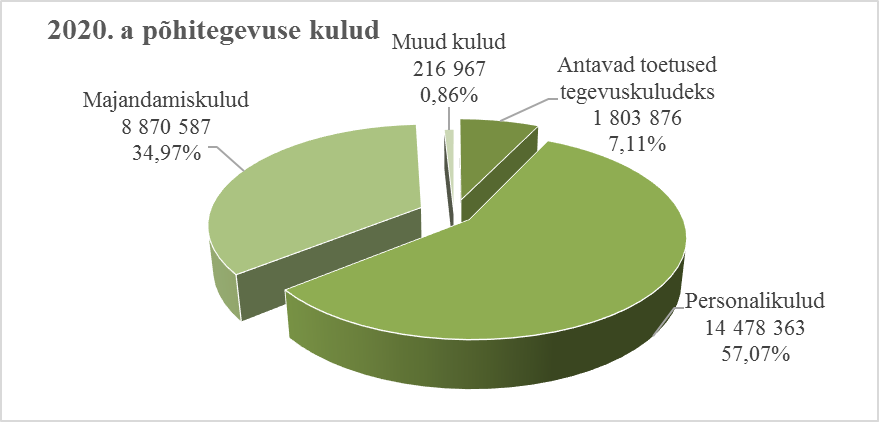 2020. a põhitegevuse kulud
Muud kulud
216 967
0,86%
Antavad toetused
tegevuskuludeks
1 803 876
7,11%
Majandamiskulud
8 870 587
34,97%
Personalikulud
14 478 363
57,07%